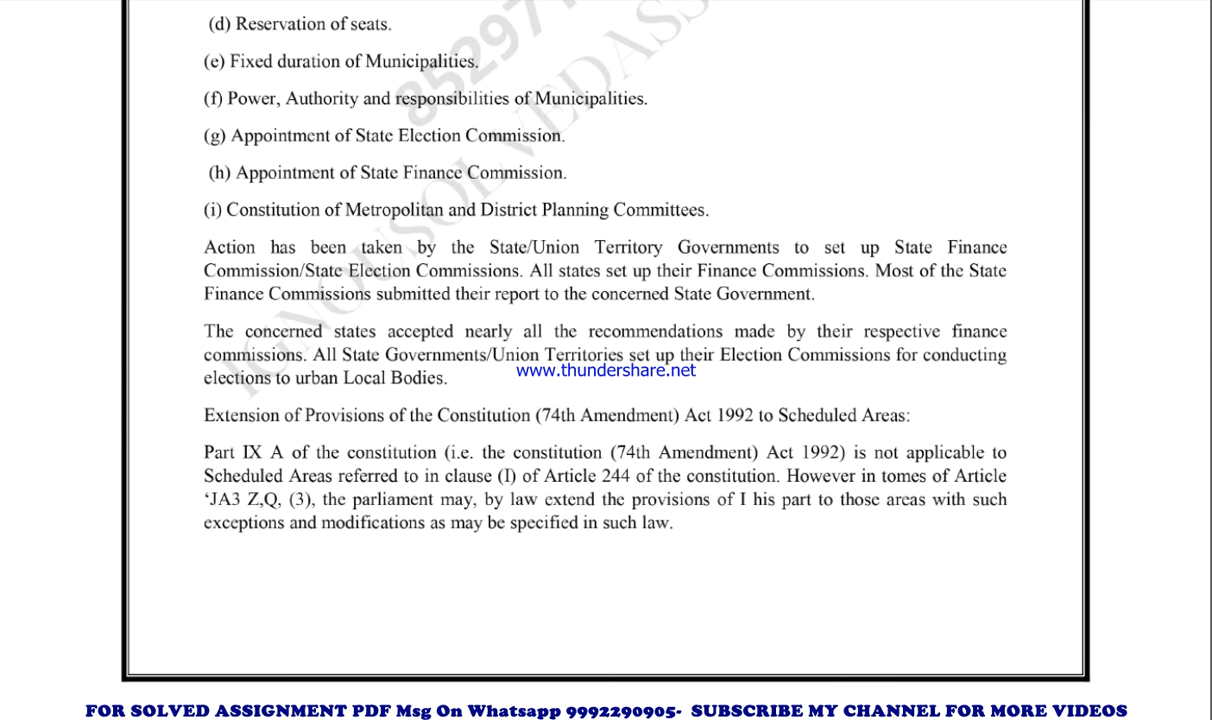 (d) Reservation of seats.
(e) Fixed duration of Municipalities.
(f) Power, Authority and responsibilities of Municipalities.
(g) Appointment of State Election Commission.
(h) Appointment of State Finance Commission.
(i) Constitution of Metropolitan and District Planning Committees.
Action has been taken by the State/Union Territory Governments to set up State Finance
Commission/State Election Commissions. All states set up their Finance Commissions. Most of the State
Finance Commissions submitted their report to the concerned State Government.
The concerned states accepted nearly all the recommendations made by their respective finance
commissions. All State Governments/Union Territories set up their Election Commissions for conducting
www.thundershare.net
elections to urban Local Bodies.
Extension of Provisions of the Constitution (74th Amendment) Act 1992 to Scheduled Areas:
Part IX A of the constitution (i.e. the constitution (74th Amendment) Act 1992) is not applicable to
Scheduled Areas referred to in clause (I) of Article 244 of the constitution. However in tomes of Article
‘JA3 Z,Q, (3), the parliament may, by law extend the provisions of I his part to those areas with such
exceptions and modifications as may be specified in such law.
85297
IGNOUSOLVEDASS
FOR SOLVED ASSIGNMENT PDF Msg On Whatsapp 9992290905- SUBSCRIBE MY CHANNEL FOR MORE VIDEOS